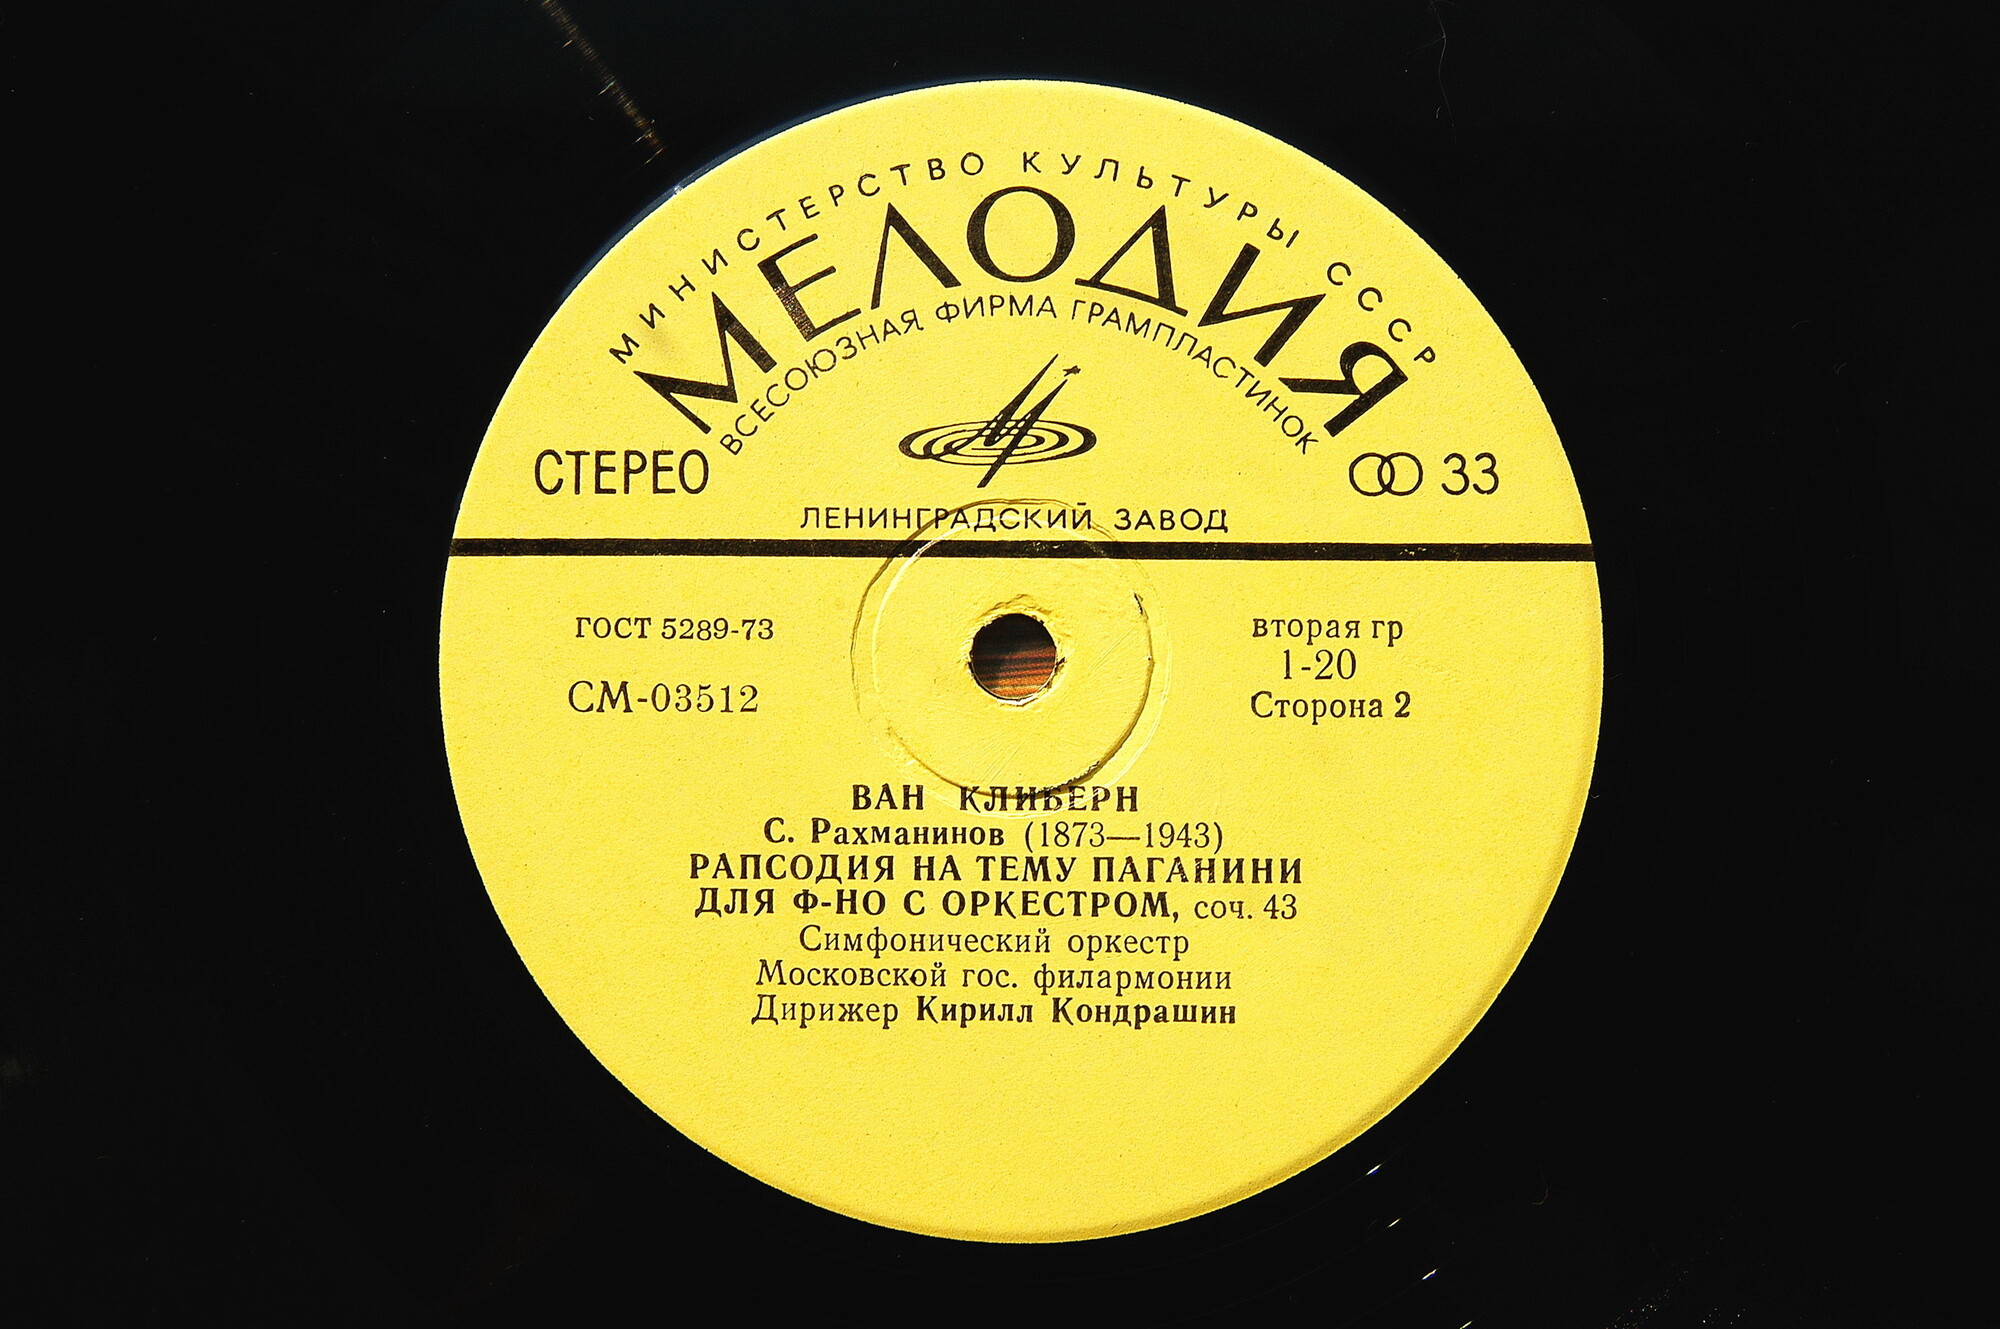 МИНИСТЕРСТВО КУЛЬТУРЫ СССР
МЕЛОДИЯ
ВСЕСОЮЗНАЯ ФИРМА ГРАМПЛАСТИНОК
СТЕРЕО
33
ЛЕНИНГРАДСКИЙ ЗАВОД
ГОСТ 5289-73
СМ-03512
вторая гр
1-20
Сторона 2
ВАН КЛИБЕРН
С. Рахманинов (1873—1943)
РАПСОДИЯ НА ТЕМУ ПАГАНИНИ
ДЛЯ Ф-НО С ОРКЕСТРОМ, соч. 43
Симфонический оркестр
Московской гос. филармонии
Дирижер Кирилл Кондрашин